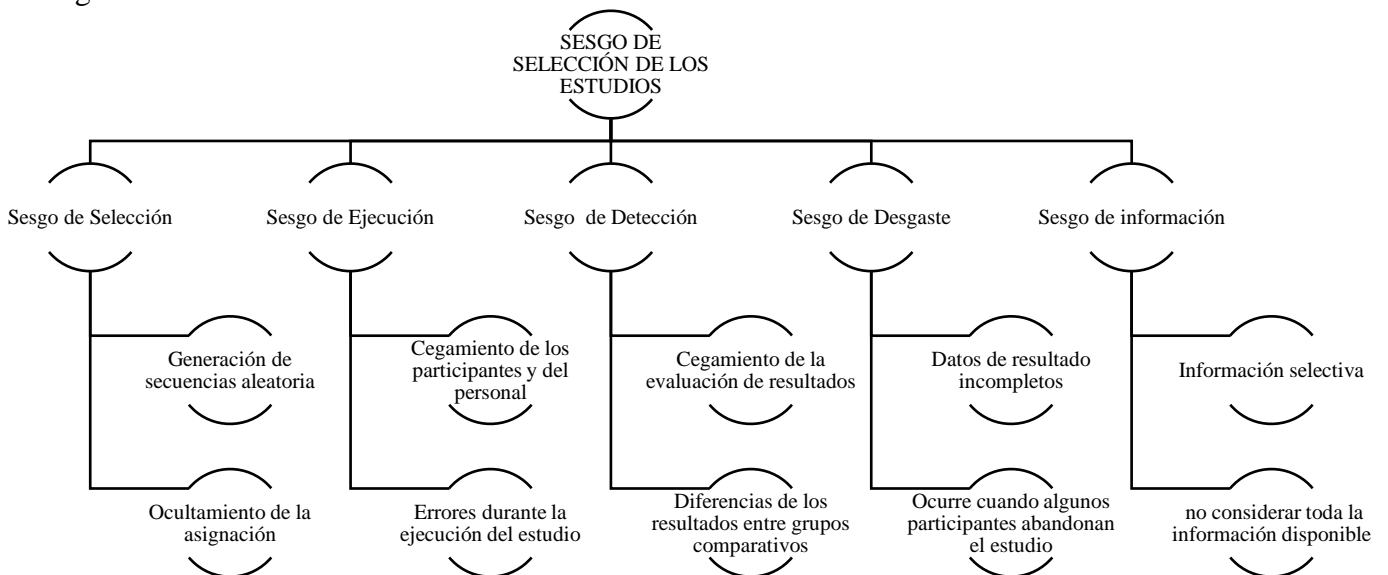 SESGO DE
SELECCIÓN DE LOS
ESTUDIOS
Sesgo de Selección
Sesgo de Ejecución
Sesgo de Detección
Sesgo de Desgaste
Sesgo de información
Generación de
secuencias aleatoria
Cegamiento de los
participantes y del
personal
Cegamiento de la
evaluación de resultados
Datos de resultado
incompletos
Información selectiva
Ocultamiento de la
asignación
Errores durante la
ejecución del estudio
Diferencias de los
resultados entre grupos
comparativos
Ocurre cuando algunos
participantes abandonan
el estudio
no considerar toda la
información disponible